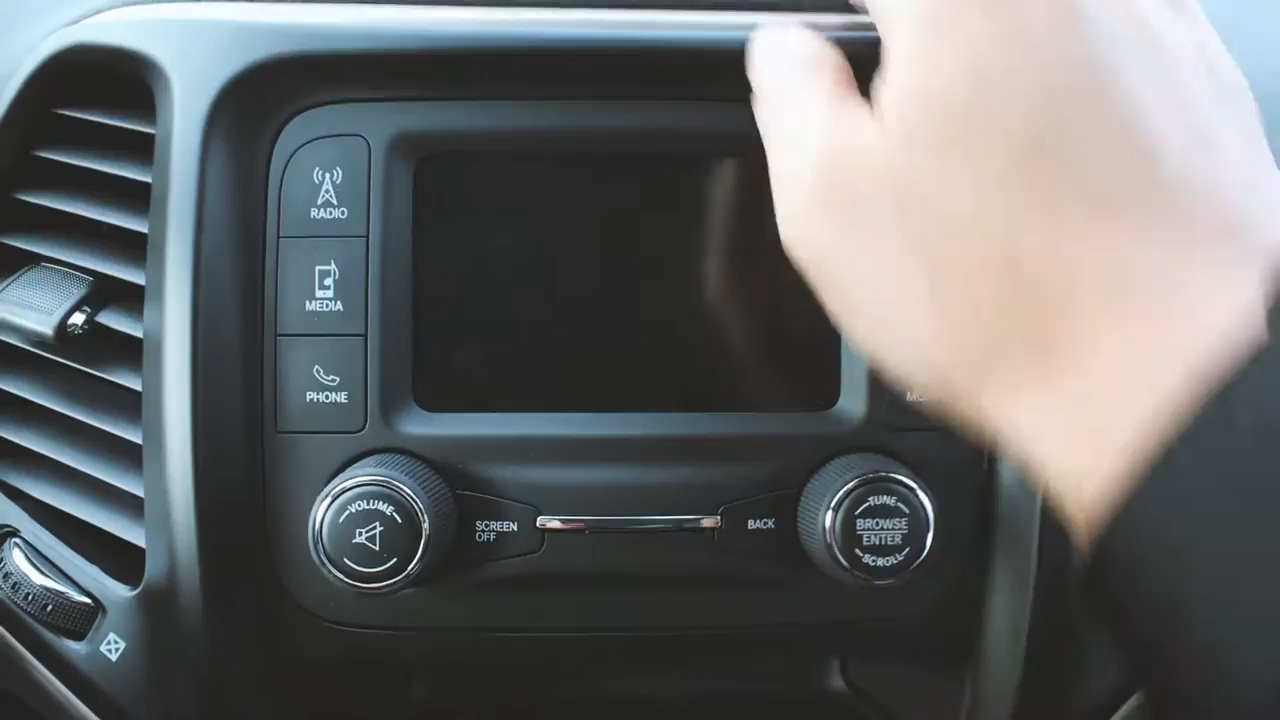 RADIO
MEDIA
PHONE
VOLUME
SCREEN
OFF
BACK
TUNE
BROWSE
ENTER
SCROLL